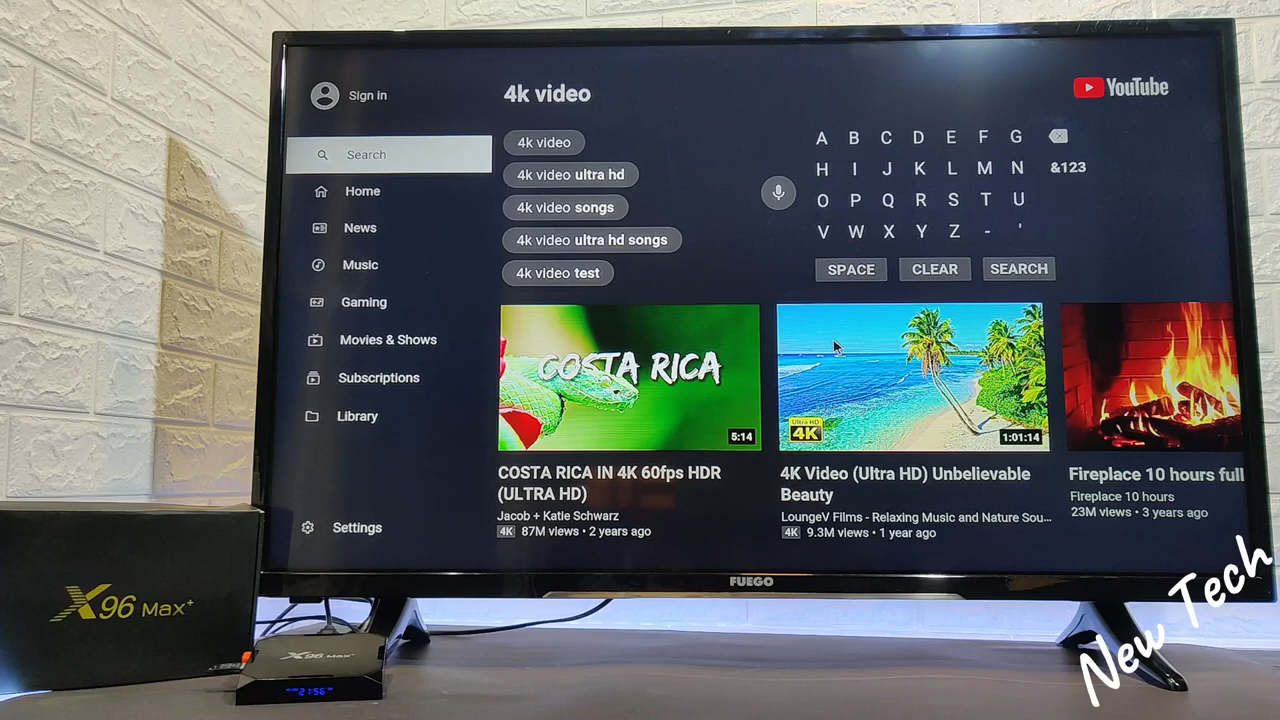 Sign in
Search
Home
News
Music
Gaming
Movies & Shows
Subscriptions
Library
Settings
4k video
4k video
4k video ultra hd
4k video songs
4k video ultra hd songs
4k video test
YouTube
A B C D E F G
H I J K L M N &123
O P Q R S T U
V W X Y Z - '
SPACE CLEAR SEARCH
COSTA RICA
5:14
COSTA RICA IN 4K 60fps HDR
(ULTRA HD)
Jacob + Katie Schwarz
4K 87M views • 2 years ago
Ultra HD
4K
1:01:14
4K Video (Ultra HD) Unbelievable
Beauty
LoungeV Films - Relaxing Music and Nature Sou...
4K 9.3M views • 1 year ago
Fireplace 10 hours full
Fireplace 10 hours
23M views • 3 years ago
FUEGO
X96 Max+
X96 Max+
21:56
New Tech